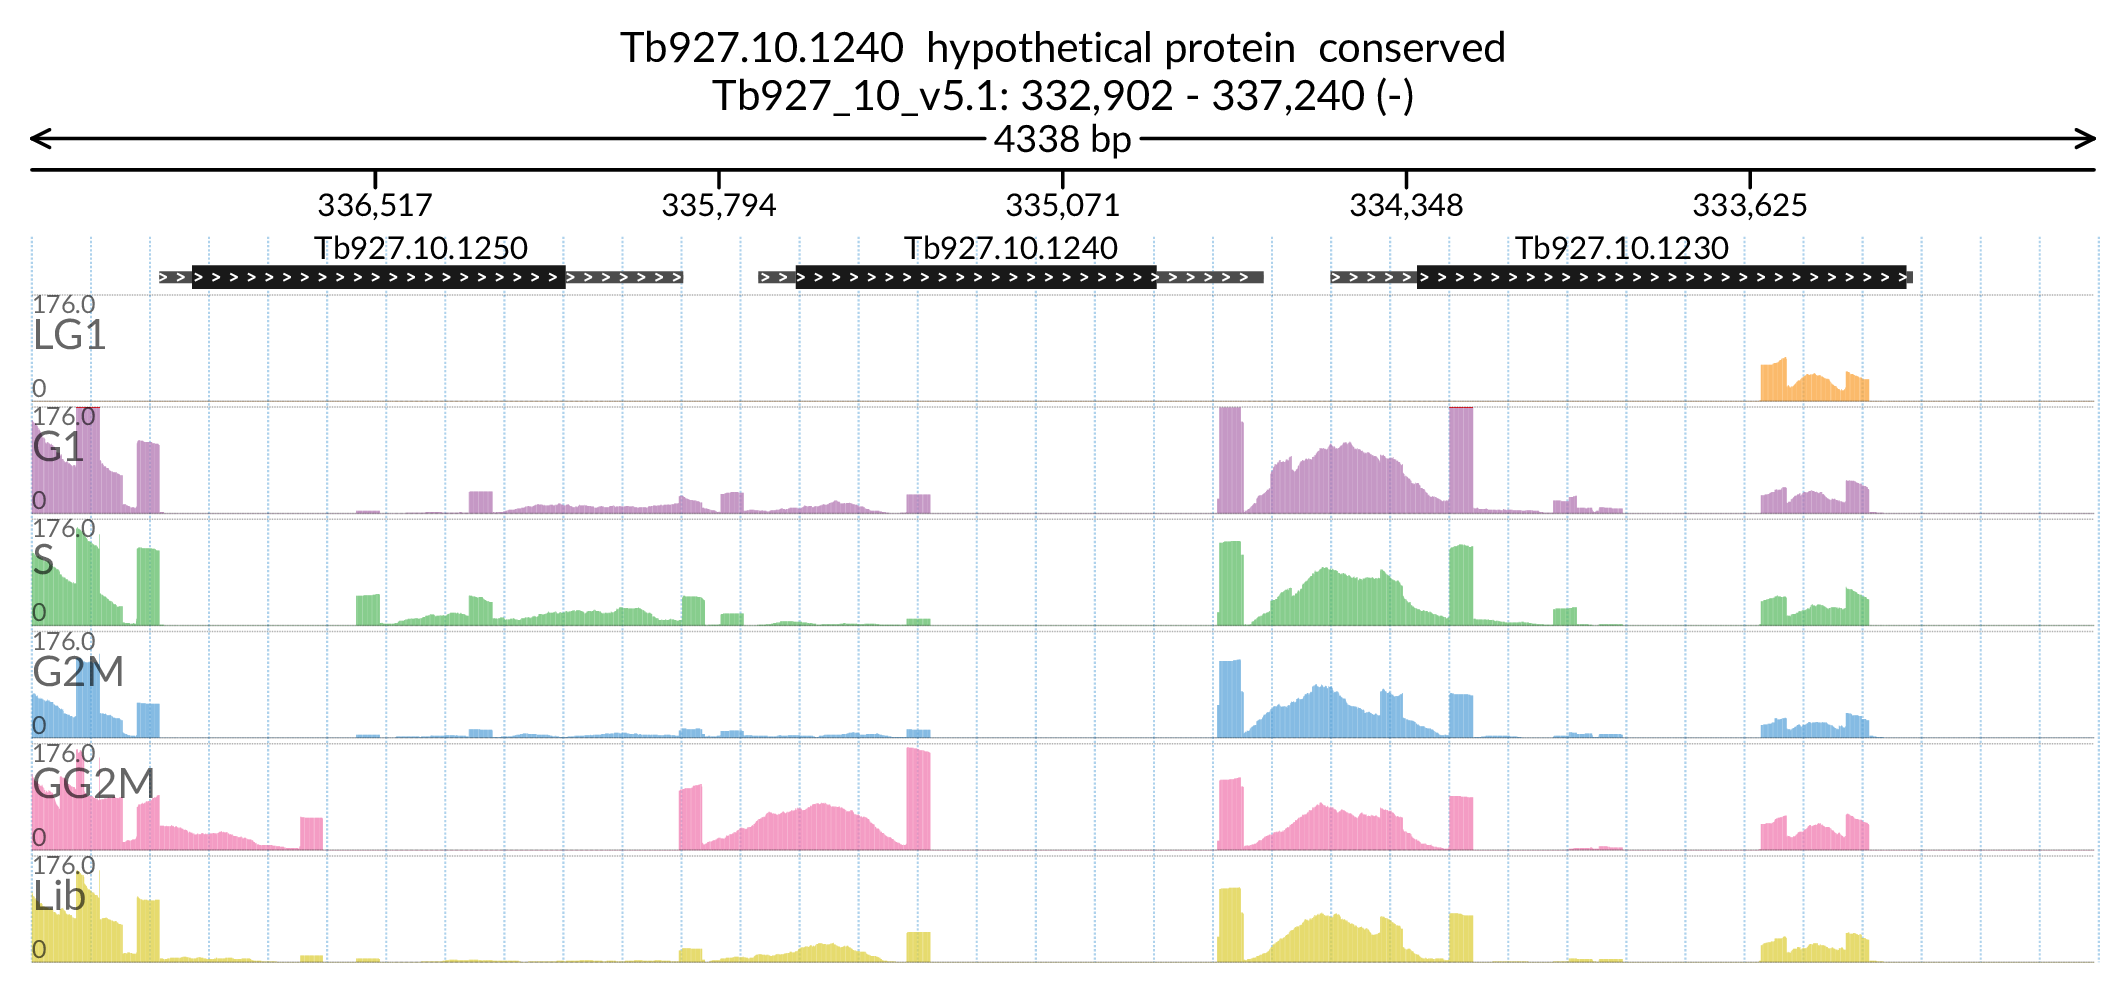 Tb927.10.1240  hypothetical protein  conserved
Tb927_10_v5.1: 332,902 - 337,240 (-)
4338 bp
336,517 335,794 335,071 334,348 333,625
Tb927.10.1250 Tb927.10.1240 Tb927.10.1230
176.0
LG1
0
176.0
G1
0
176.0
S
0
176.0
G2M
0
176.0
GG2M
0
176.0
Lib
0